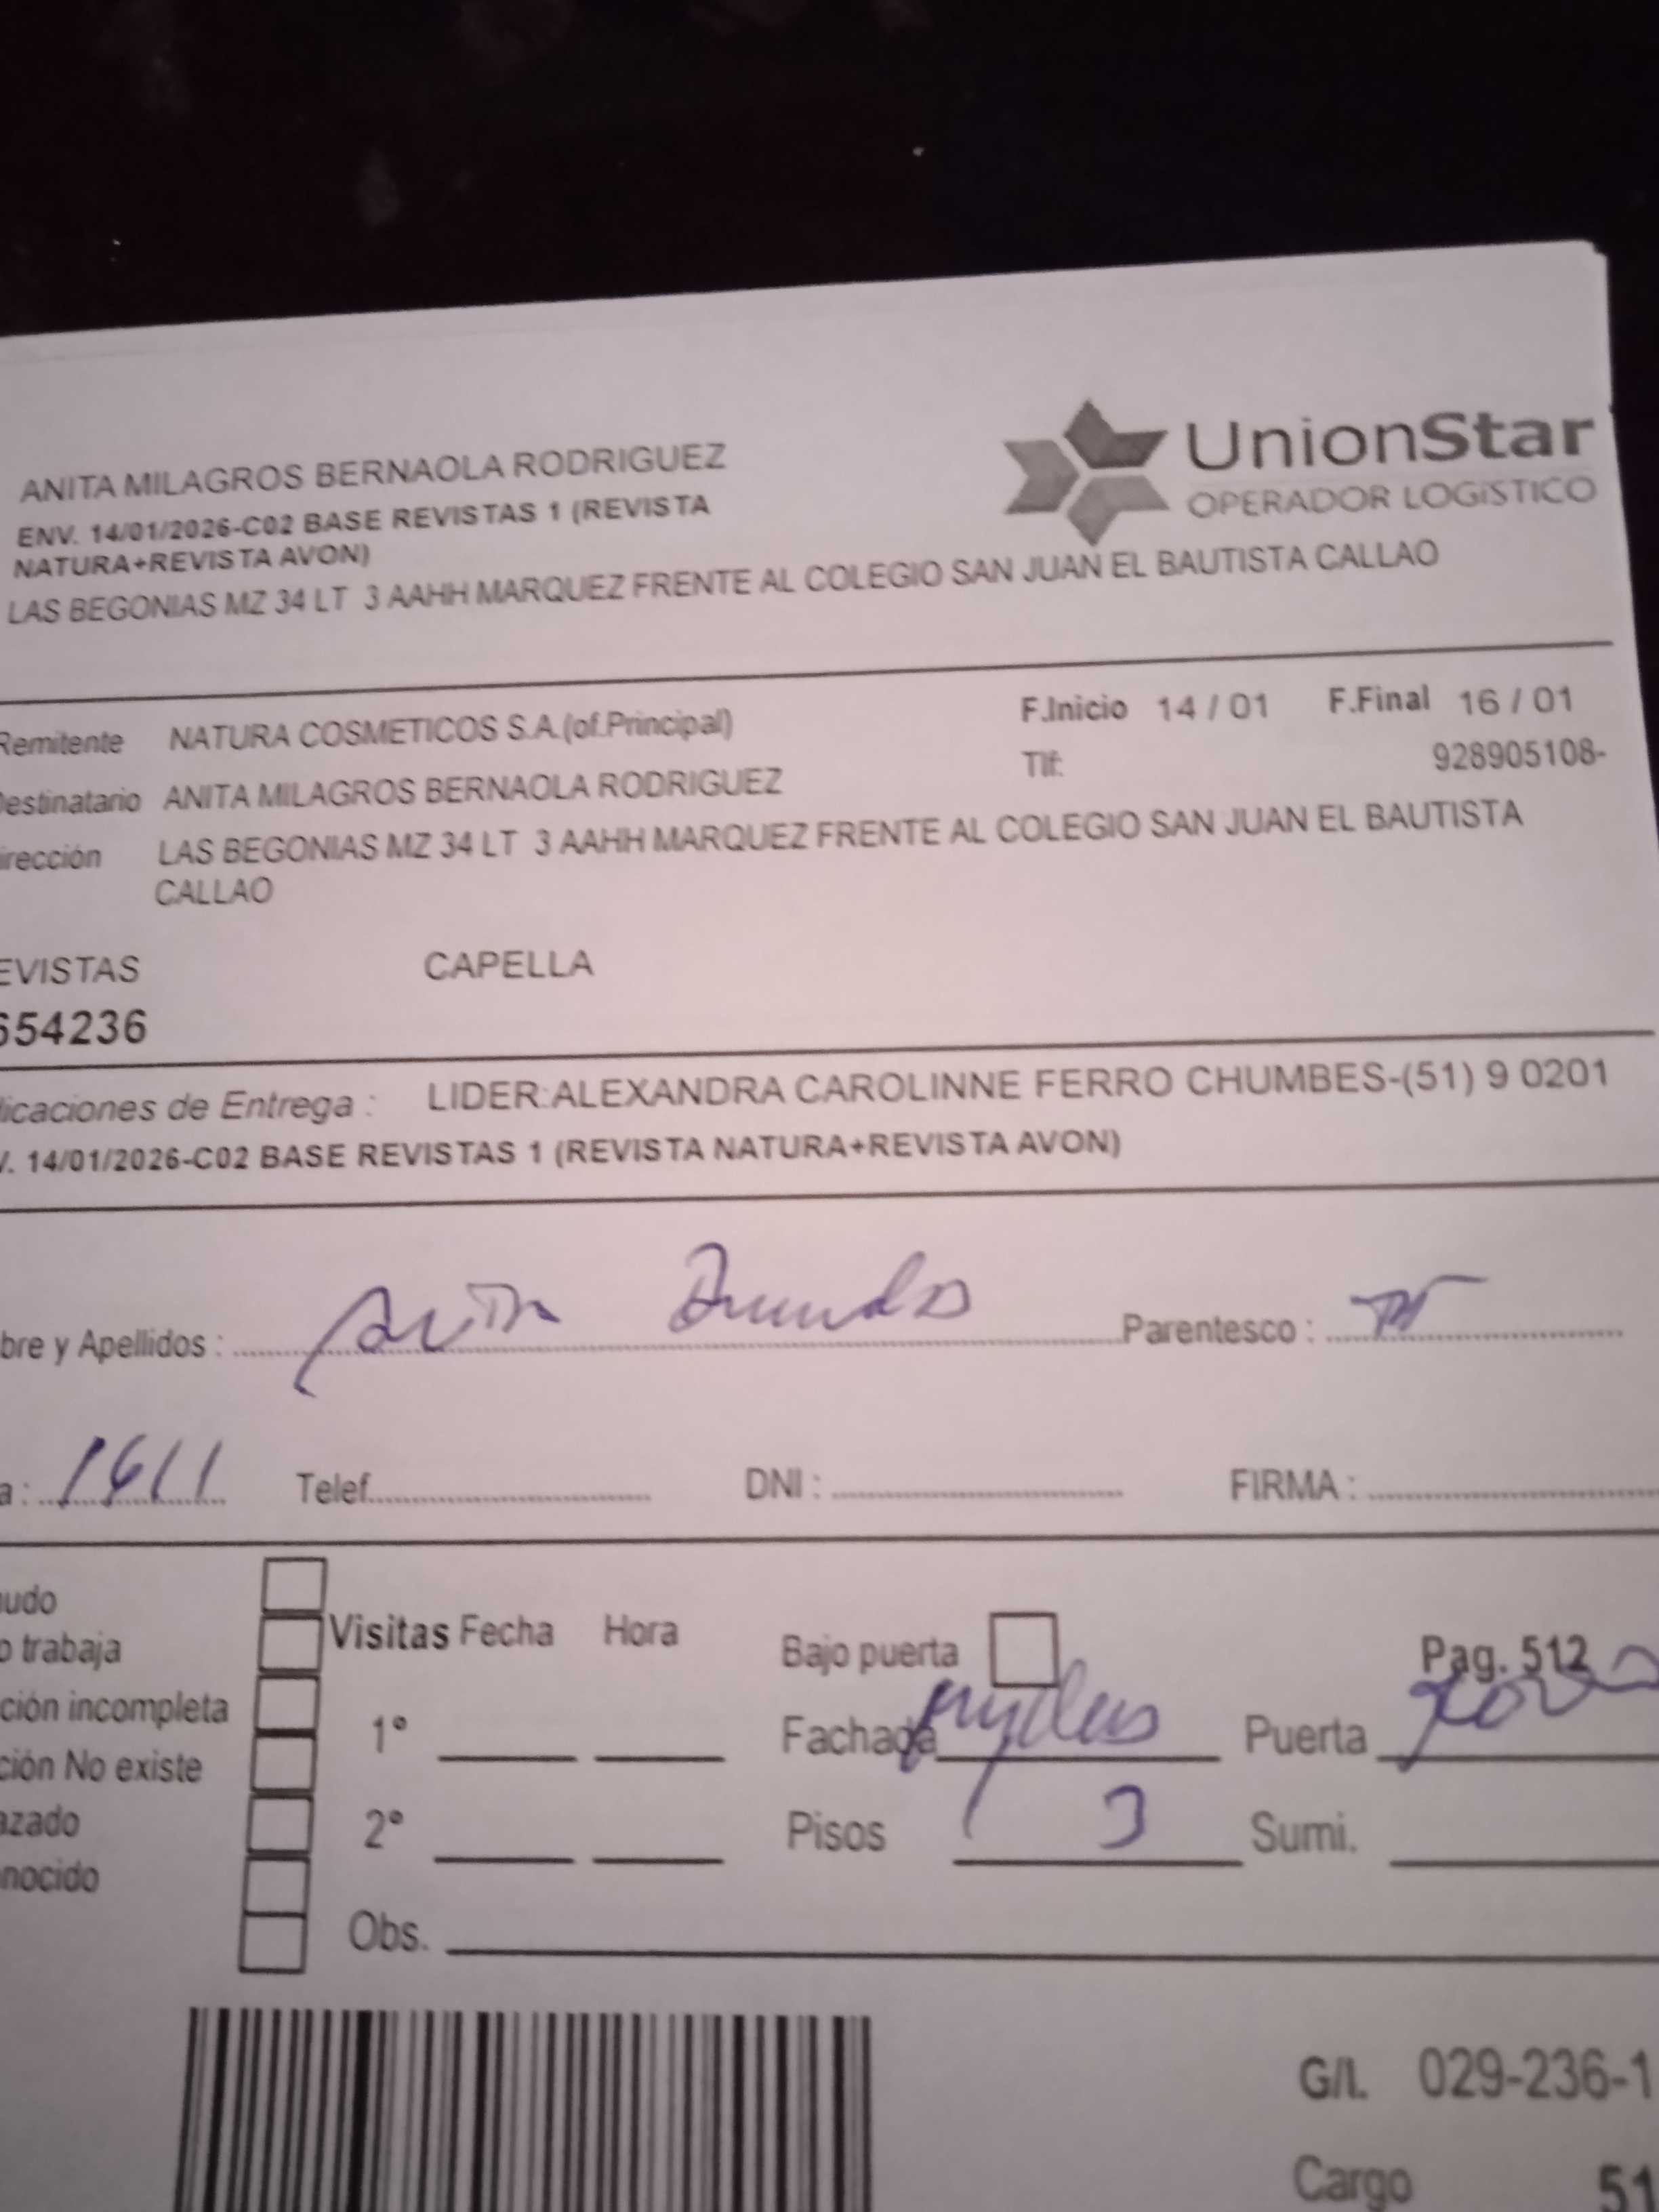 ANITA MILAGROS BERNAOLA RODRIGUEZ
ENV. 14/01/2026-C02 BASE REVISTAS 1 (REVISTA
NATURA+REVISTA AVON)
LAS BEGONIAS MZ 34 LT 3 AAHH MARQUEZ FRENTE AL COLEGIO SAN JUAN EL BAUTISTA CALLAO
UnionStar
OPERADOR LOGÍSTICO
Remitente NATURA COSMETICOS S.A.(of.Principal) F.Inicio 14 / 01 F.Final 16 / 01
estinatario ANITA MILAGROS BERNAOLA RODRIGUEZ Tlf: 928905108-
irección LAS BEGONIAS MZ 34 LT 3 AAHH MARQUEZ FRENTE AL COLEGIO SAN JUAN EL BAUTISTA
CALLAO
EVISTAS CAPELLA
654236
dicaciones de Entrega : LIDER:ALEXANDRA CAROLINNE FERRO CHUMBES-(51) 9 0201
V. 14/01/2026-C02 BASE REVISTAS 1 (REVISTA NATURA+REVISTA AVON)
bre y Apellidos : Parentesco :
a : Telef. DNI : FIRMA :
udo
o trabaja
ción incompleta
ción No existe
azado
nocido
Visitas Fecha Hora
1°
2°
Obs.
Bajo puerta Pag. 512
Fachada Puerta
Pisos 3 Sumi.
G/L 029-236-1
Cargo 51